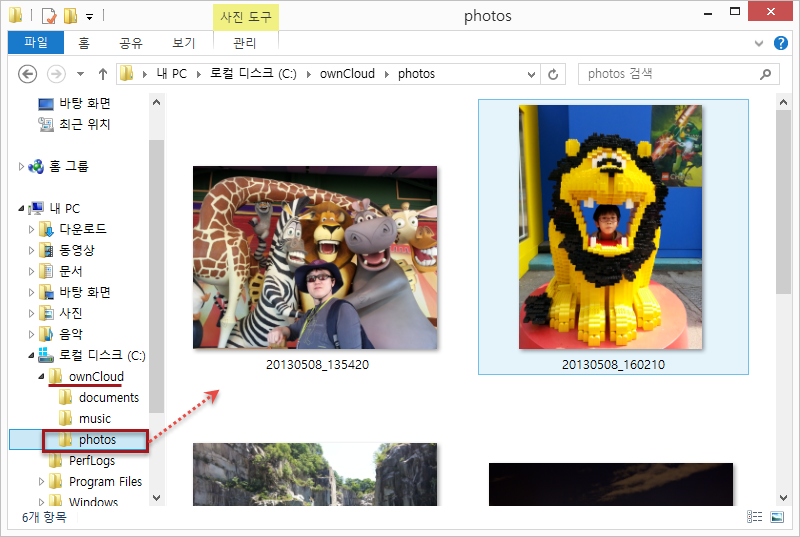 사진 도구
photos
파일
홈
공유
보기
관리
내 PC
로컬 디스크 (C:)
ownCloud
photos
photos 검색
바탕 화면
최근 위치
홈 그룹
내 PC
다운로드
동영상
문서
바탕 화면
사진
음악
로컬 디스크 (C:)
ownCloud
documents
music
photos
PerfLogs
Program Files
Windows
20130508_135420
20130508_160210
6개 항목